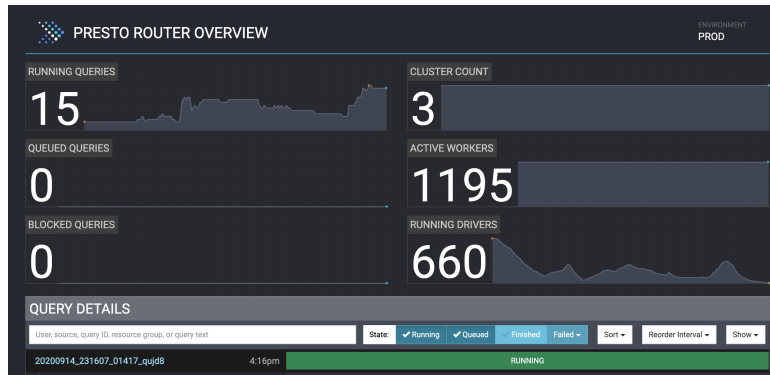 PRESTO ROUTER OVERVIEW
ENVIRONMENT
PROD
RUNNING QUERIES
15
CLUSTER COUNT
3
QUEUED QUERIES
0
ACTIVE WORKERS
1195
BLOCKED QUERIES
0
RUNNING DRIVERS
660
QUERY DETAILS
User, source, query ID, resource group, or query text State: Running Queued Finished Failed Sort Reorder Interval Show
20200914_231607_01417_qujd8 4:16pm RUNNING